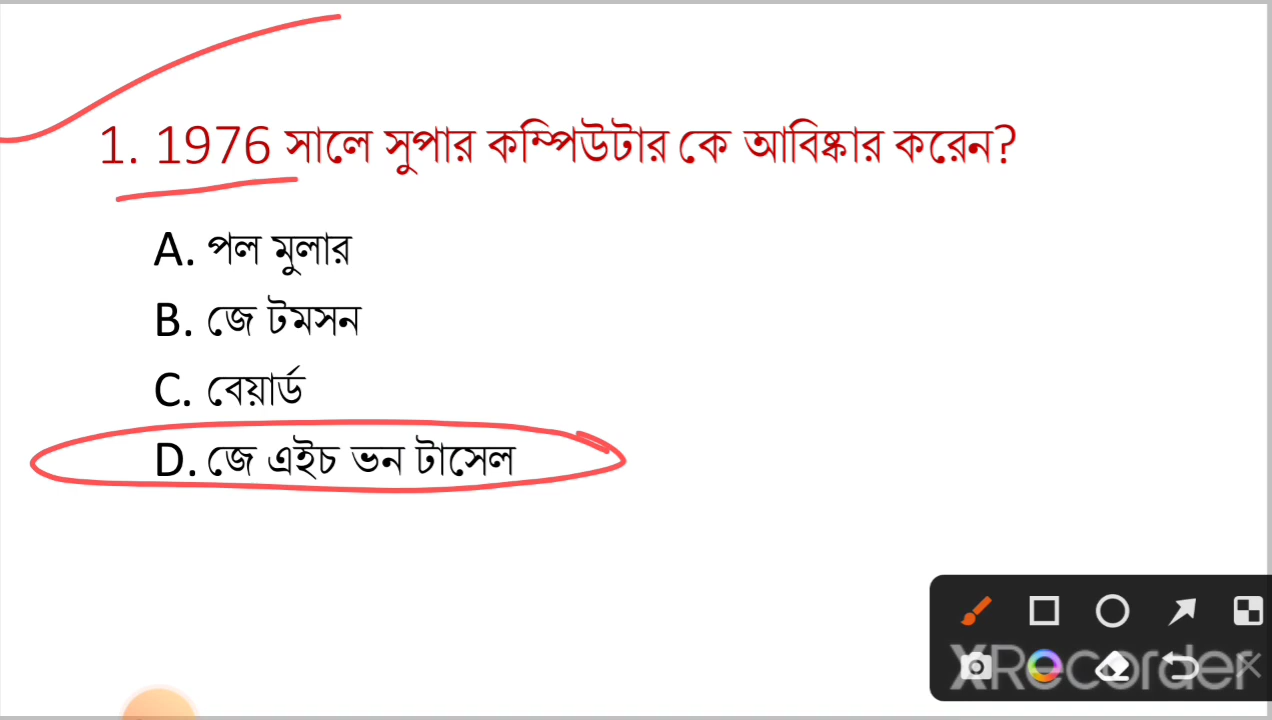 1. 1976 সালে সুপার কম্পিউটার কে আবিষ্কার করেন?
A. পল মুলার
B. জে টমসন
C. বেয়ার্ড
D. জে এইচ ভন টাসেল
XRecorder